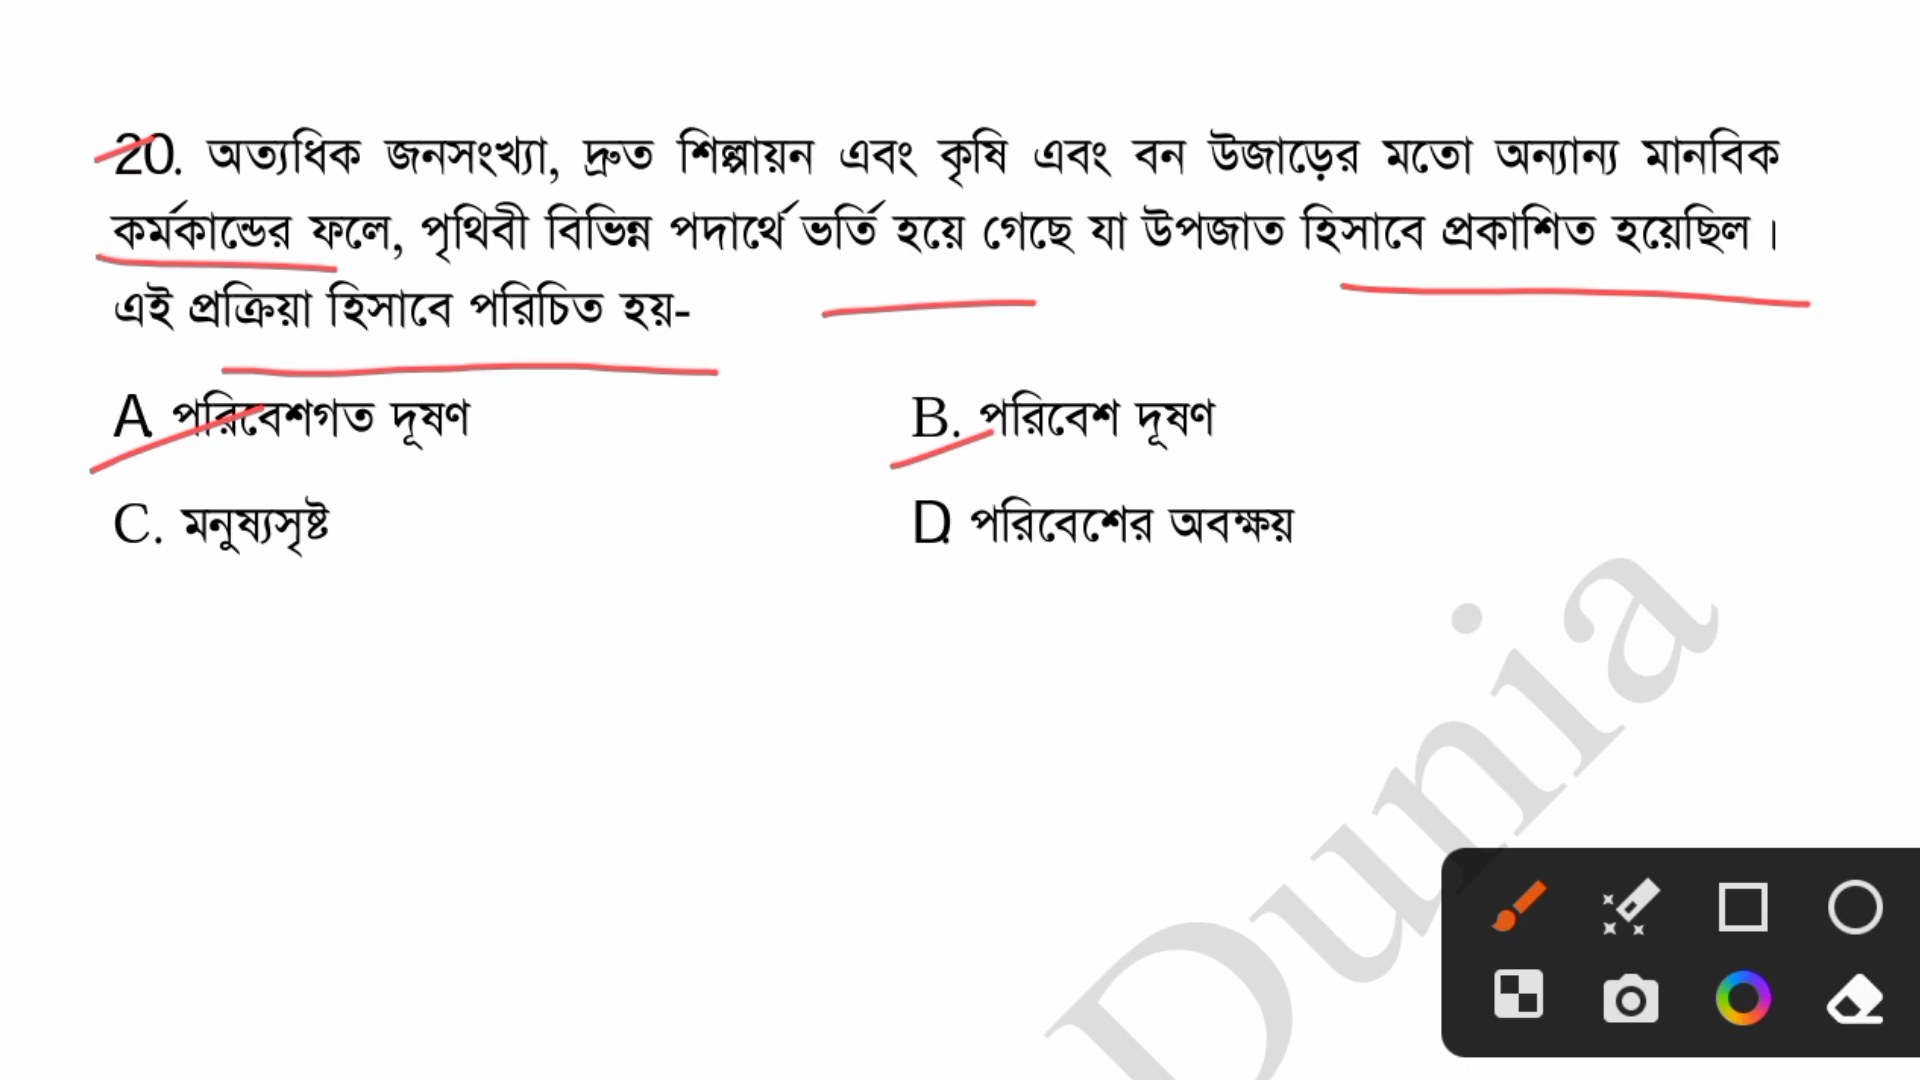 20. অত্যধিক জনসংখ্যা, দ্রুত শিল্পায়ন এবং কৃষি এবং বন উজাড়ের মতো অন্যান্য মানবিক
কর্মকান্ডের ফলে, পৃথিবী বিভিন্ন পদার্থে ভর্তি হয়ে গেছে যা উপজাত হিসাবে প্রকাশিত হয়েছিল।
এই প্রক্রিয়া হিসাবে পরিচিত হয়-
A. পরিবেশগত দূষণ B. পরিবেশ দূষণ
C. মনুষ্যসৃষ্ট D. পরিবেশের অবক্ষয়
Dunia